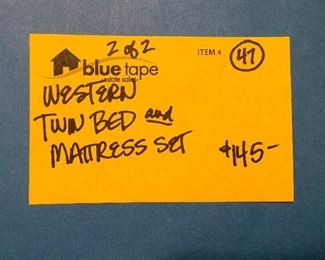 2 of 2
ITEM # 47
blue tape
estate sales
WESTERN
TWIN BED and
MATTRESS SET $145-